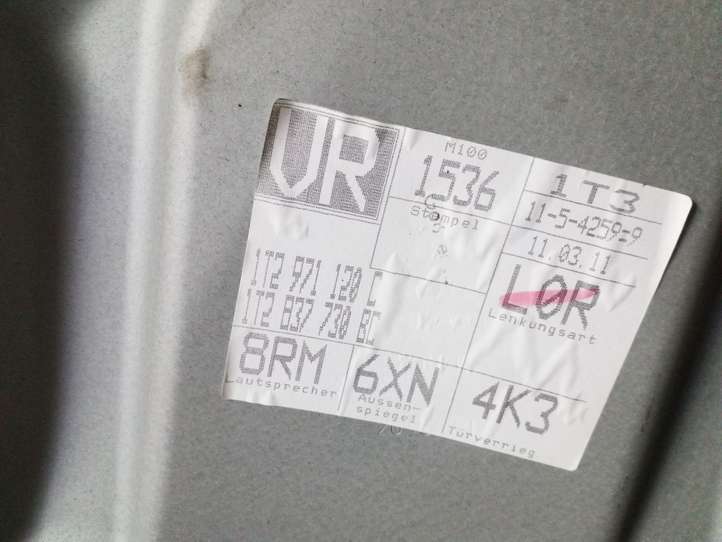 VR
M100
1536
Stempel
1T3
11-5-4259=9
11.03.11
L0R
Lenkungsart
1T2 971 120 C
1T2 837 730 BC
8RM
Lautsprecher
6XN
Aussen-
spiegel
4K3
Türverrieg